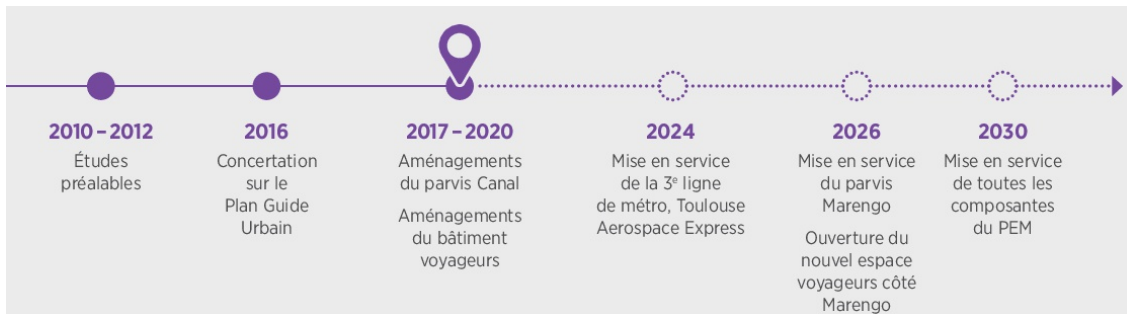 2010 – 2012
Études
préalables
2016
Concertation
sur le
Plan Guide
Urbain
2017 – 2020
Aménagements
du parvis Canal
Aménagements
du bâtiment
voyageurs
2024
Mise en service
de la 3e ligne
de métro, Toulouse
Aerospace Express
2026
Mise en service
du parvis
Marengo
Ouverture du
nouvel espace
voyageurs côté
Marengo
2030
Mise en service
de toutes les
composantes
du PEM